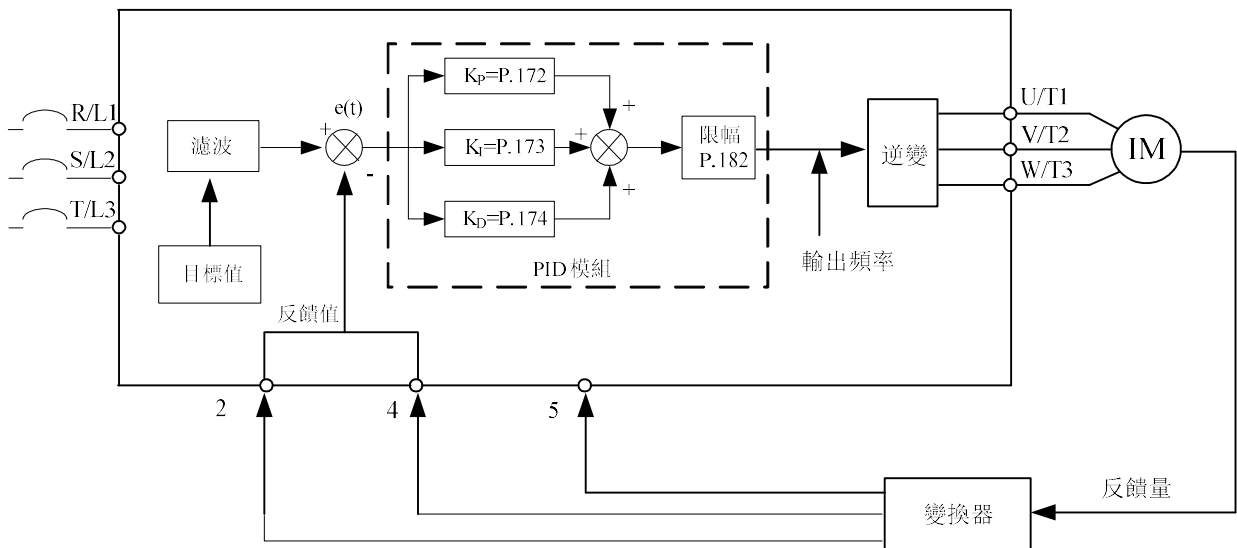 R/L1
S/L2
T/L3
濾波
目標值
+
e(t)
-
反饋值
KP=P.172
KI=P.173
KD=P.174
+
+
+
限幅
P.182
PID模組
輸出頻率
逆變
U/T1
V/T2
W/T3
IM
2
4
5
變換器
反饋量